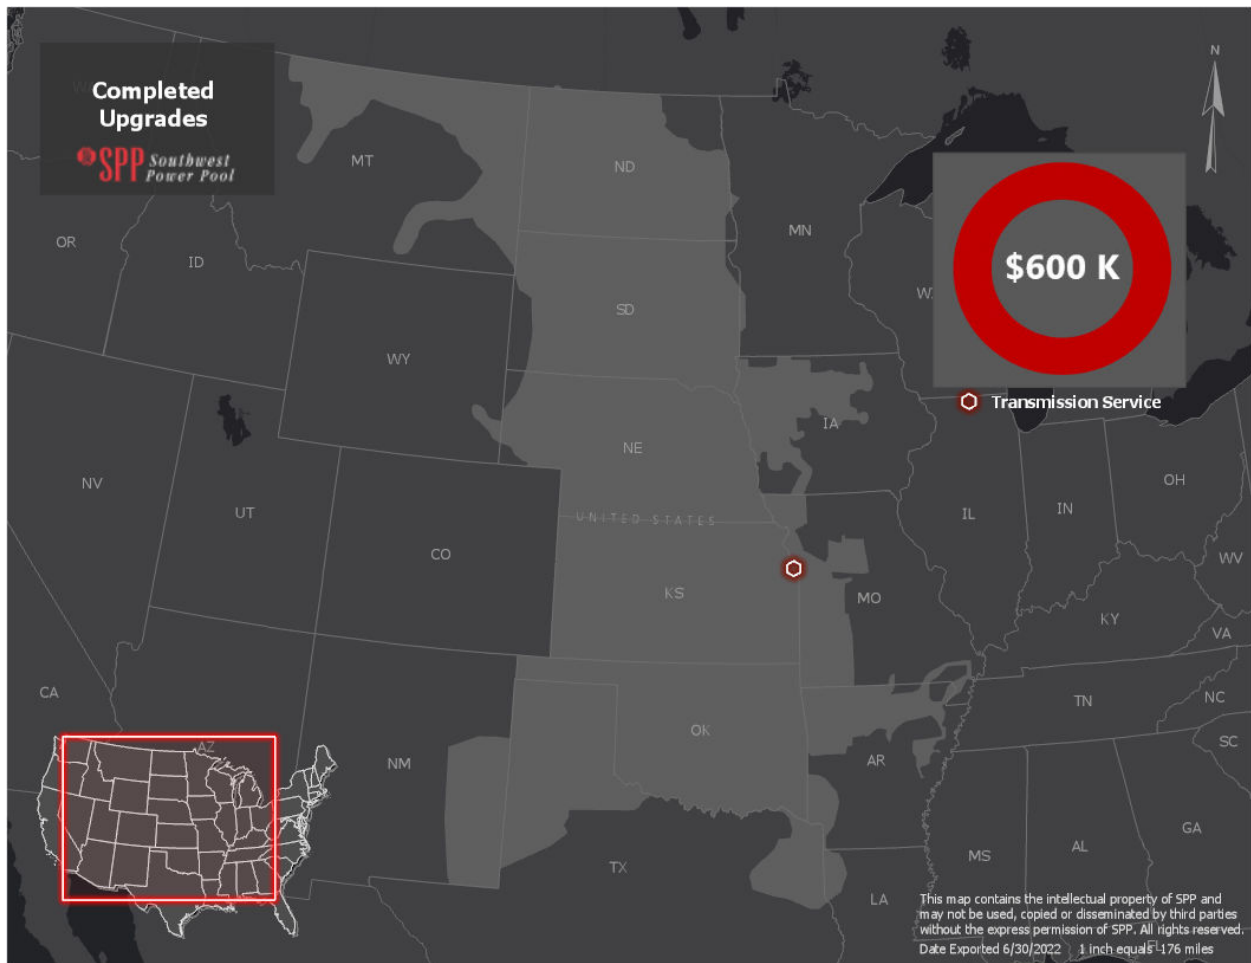 Completed
Upgrades
SPP Southwest
Power Pool
N
MT
ND
MN
OR
ID
$600 K
SD
WY
Transmission Service
IA
NE
NV
OH
UT
UNITED STATES
IL
IN
CO
WV
KS
MO
KY
VA
CA
TN
NC
OK
SC
AZ
NM
AR
GA
TX
MS
AL
LA
This map contains the intellectual property of SPP and
may not be used, copied or disseminated by third parties
without the express permission of SPP. All rights reserved.
FL
Date Exported 6/30/2022 1 inch equals 176 miles